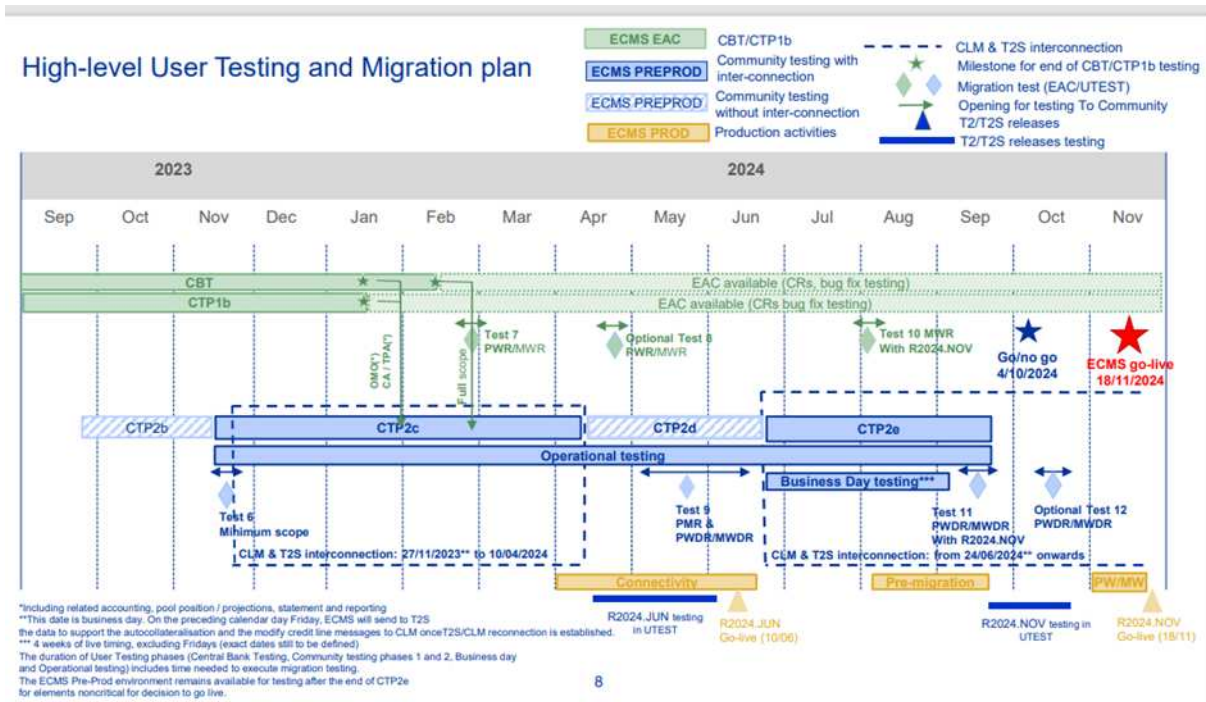 High-level User Testing and Migration plan
ECMS EAC
CBT/CTP1b
ECMS PREPROD
Community testing with
inter-connection
ECMS PREPROD
Community testing
without inter-connection
ECMS PROD
Production activities
CLM & T2S interconnection
Milestone for end of CBT/CTP1b testing
Migration test (EAC/UTEST)
Opening for testing To Community
T2/T2S releases
T2/T2S releases testing
2023
2024
Sep Oct Nov Dec Jan Feb Mar Apr May Jun Jul Aug Sep Oct Nov
CBT
EAC available (CRs, bug fix testing)
CTP1b
EAC available (CRs bug fix testing)
OMO(*)
CA / TPA(*)
Full scope
Test 7
PWR/MWR
Optional Test 8
RWR/MWR
Test 10 MWR
With R2024.NOV
Go/no go
4/10/2024
ECMS go-live
18/11/2024
CTP2b
CTP2c
CTP2d
CTP2e
Operational testing
Business Day testing***
Test 6
Minimum scope
Test 9
PMR &
PWDR/MWDR
Test 11
PWDR/MWDR
With R2024.NOV
Optional Test 12
PWDR/MWDR
CLM & T2S interconnection: 27/11/2023** to 10/04/2024
CLM & T2S interconnection: from 24/06/2024** onwards
Connectivity
Pre-migration
PW/MW
R2024.JUN testing
in UTEST
R2024.JUN
Go-live (10/06)
R2024.NOV testing in
UTEST
R2024.NOV
Go-live (18/11)
*Including related accounting, pool position / projections, statement and reporting
**This date is business day. On the preceding calendar day Friday, ECMS will send to T2S
the data to support the autocollateralisation and the modify credit line messages to CLM onceT2S/CLM reconnection is established.
*** 4 weeks of live timing, excluding Fridays (exact dates still to be defined)
The duration of User Testing phases (Central Bank Testing, Community testing phases 1 and 2, Business day
and Operational testing) includes time needed to execute migration testing.
The ECMS Pre-Prod environment remains available for testing after the end of CTP2e
for elements noncritical for decision to go live.
8